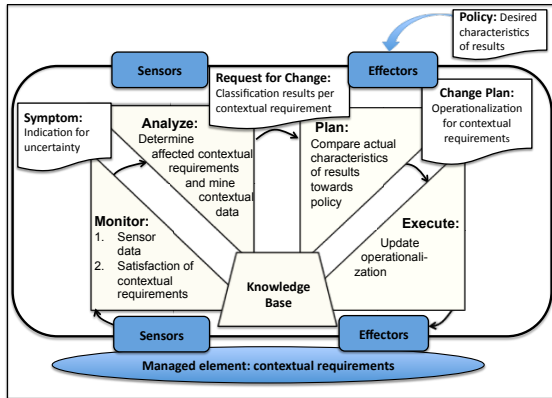 Policy: Desired
characteristics
of results
Sensors
Effectors
Request for Change:
Classification results per
contextual requirement
Change Plan:
Operationalization
for contextual
requirements
Symptom:
Indication for
uncertainty
Analyze:
Determine
affected contextual
requirements
and mine
contextual
data
Plan:
Compare actual
characteristics
of results
towards
policy
Monitor:
1. Sensor
data
2. Satisfaction of
contextual
requirements
Execute:
Update
operationali-
zation
Knowledge
Base
Sensors
Effectors
Managed element: contextual requirements